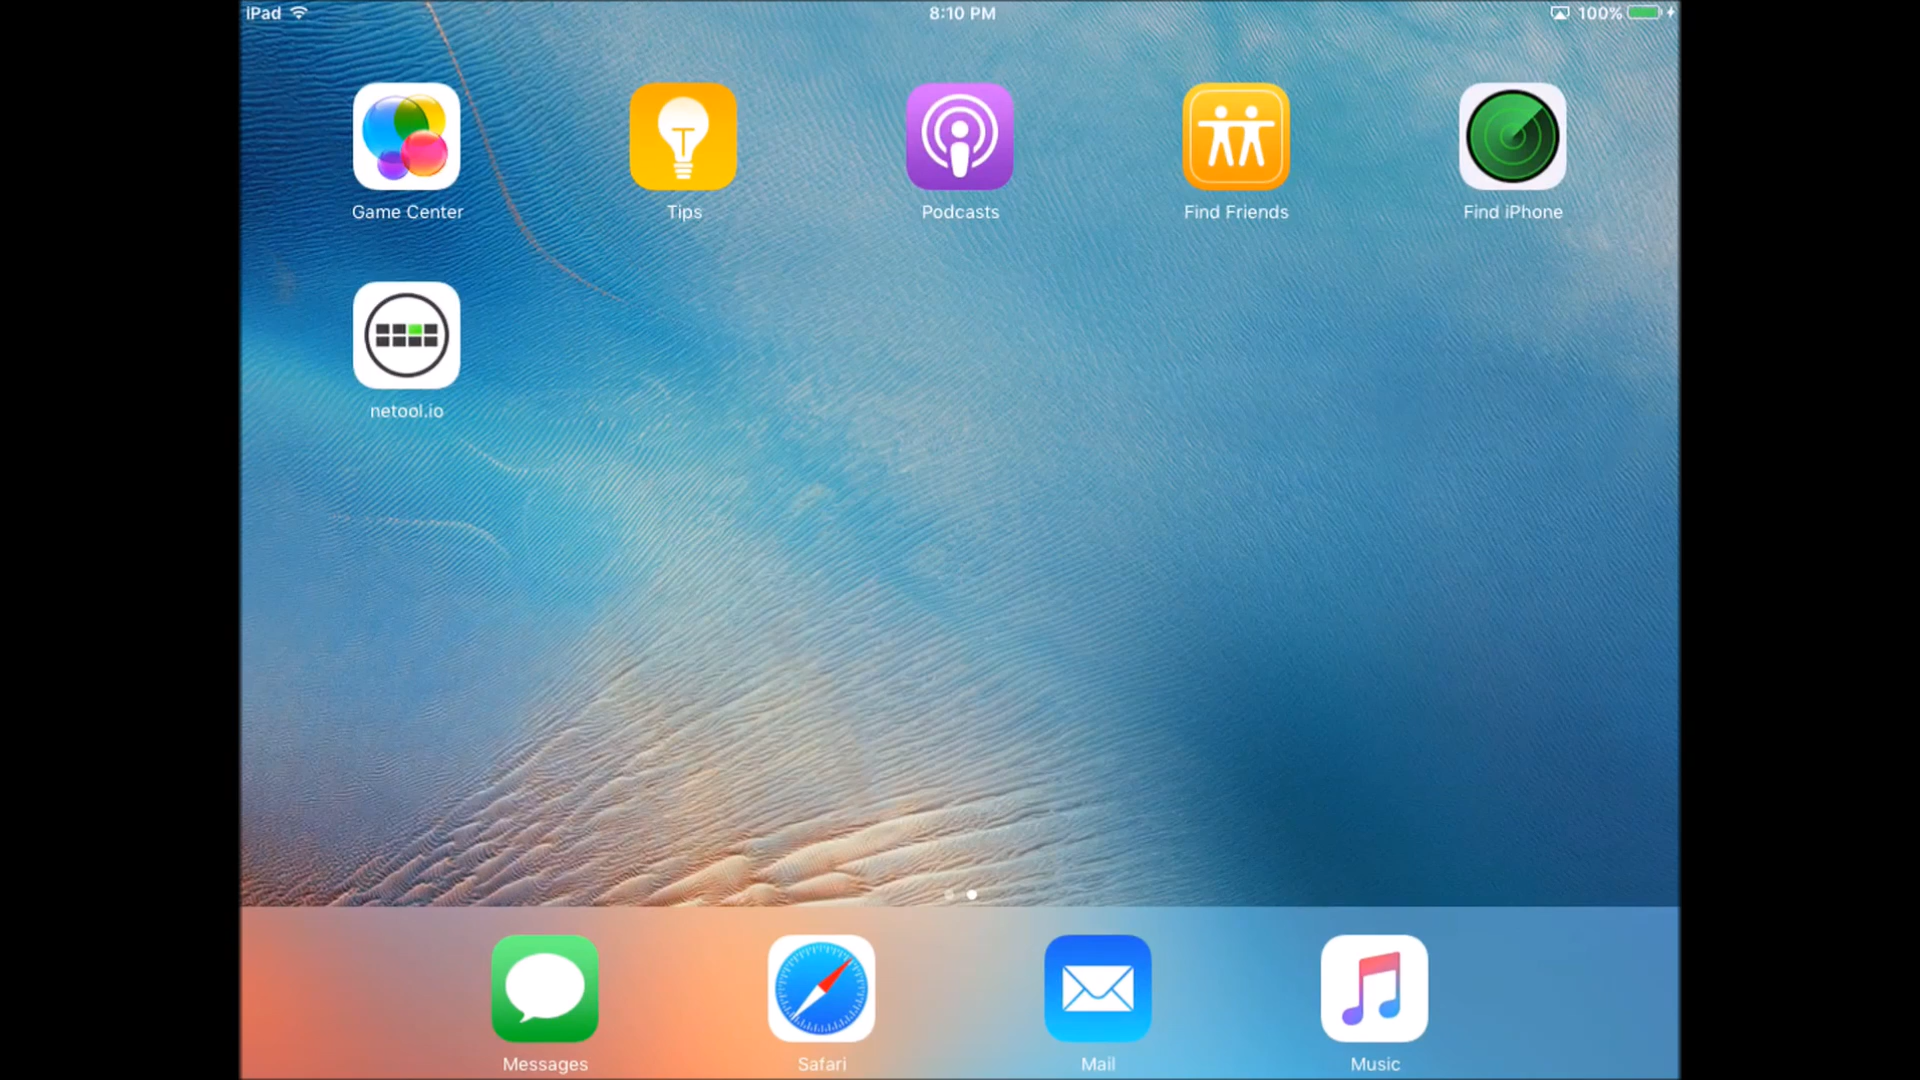 iPad 8:10 PM 100%
Game Center Tips Podcasts Find Friends Find iPhone
netool.io
Messages Safari Mail Music